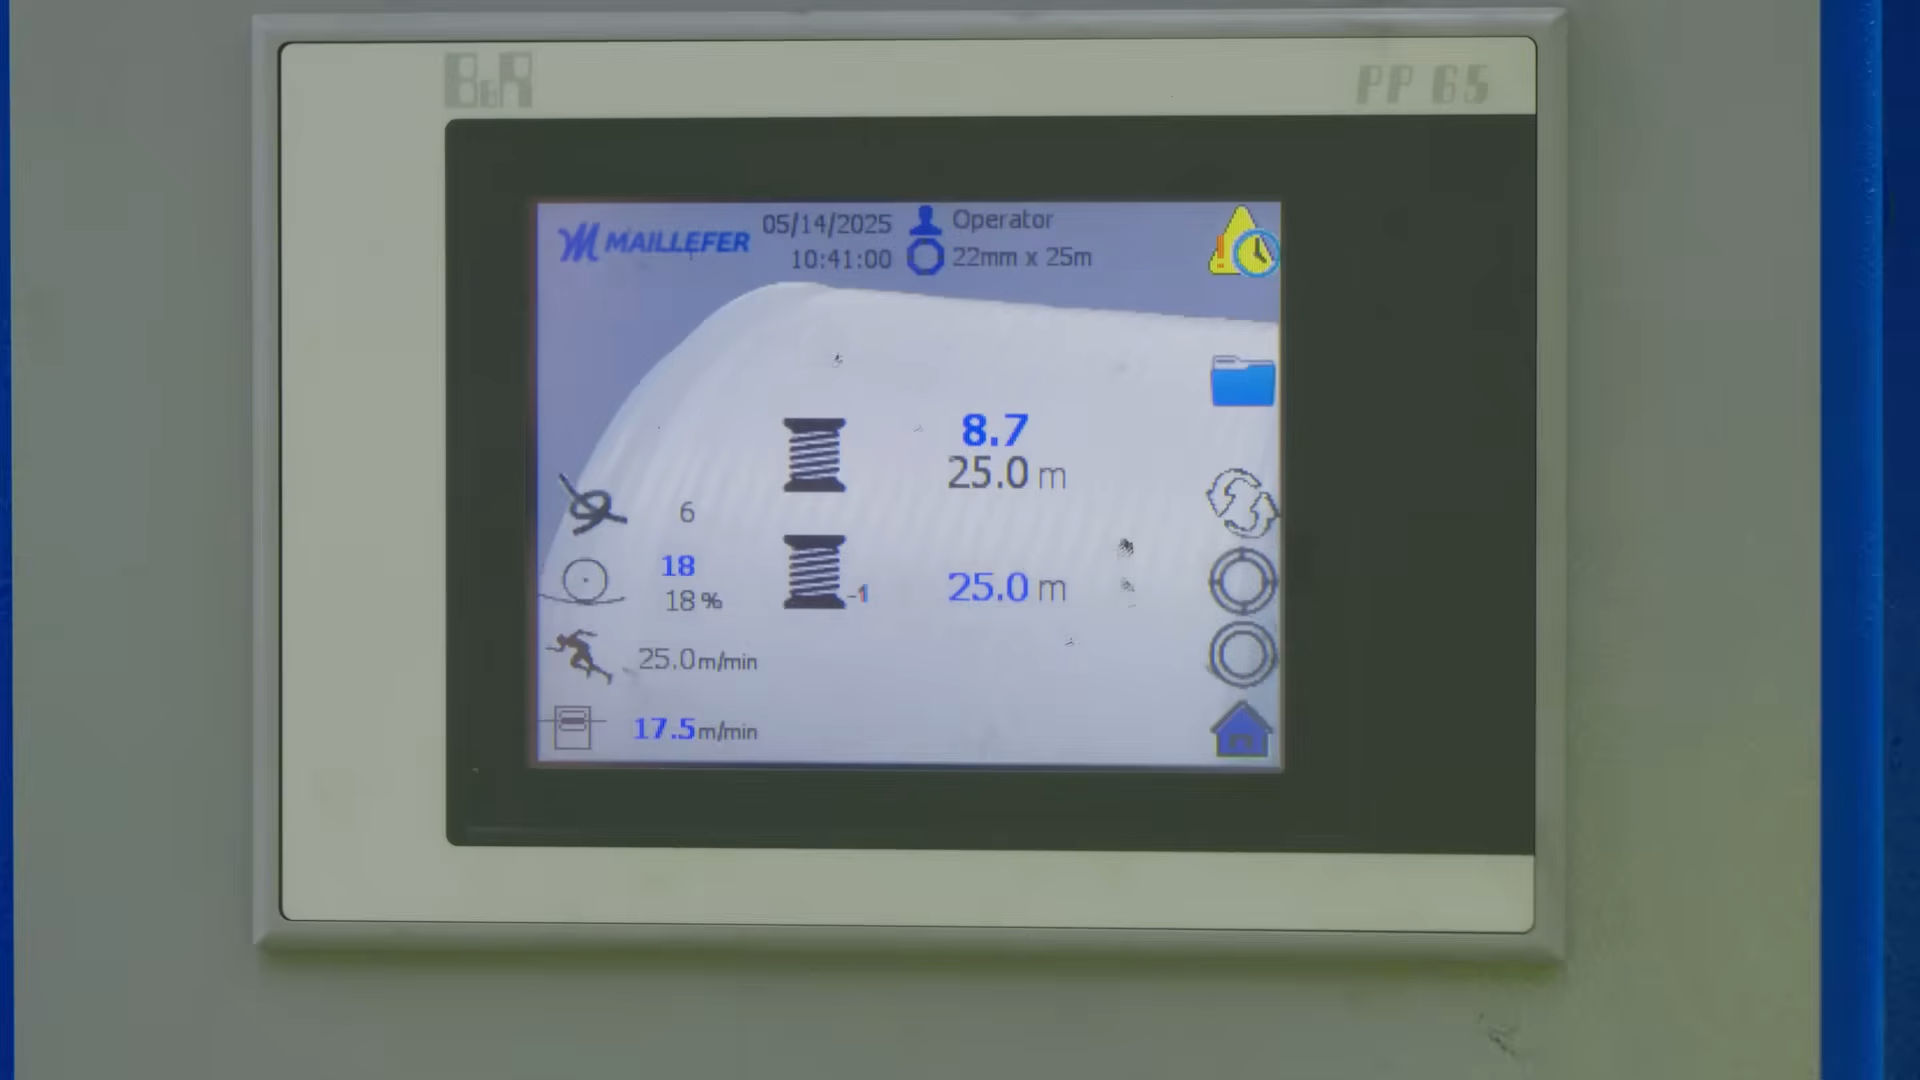 B&R
PP 65
MAILLEFER
05/14/2025
10:41:00
Operator
22mm x 25m
8.7
25.0 m
6
18
18 %
-1
25.0 m
25.0 m/min
17.5 m/min